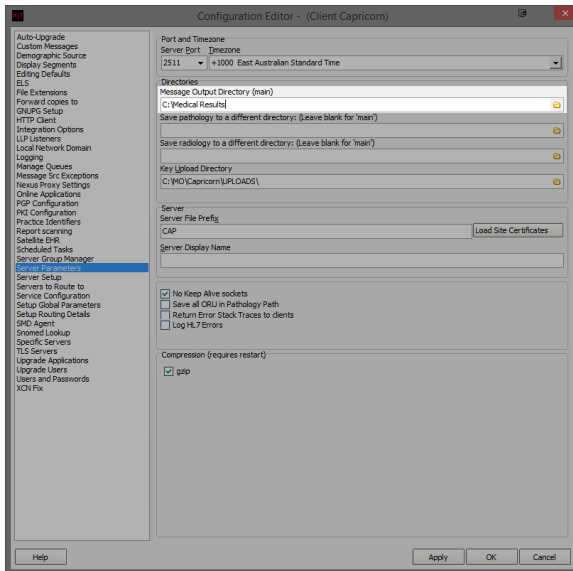 Configuration Editor - (Client Capricorn)
Auto-Upgrade
Custom Messages
Demographic Source
Display Segments
Editing Defaults
ELS
File Extensions
Forward copies to
GNUPG Setup
HTTP Client
Integration Options
LLP Listeners
Local Network Domain
Logging
Manage Queues
Message Src Exceptions
Nexus Proxy Settings
Online Applications
PGP Configuration
PKI Configuration
Practice Identifiers
Report scanning
Satellite EHR
Scheduled Tasks
Server Group Manager
Server Parameters
Server Setup
Servers to Route to
Service Configuration
Setup Global Parameters
Setup Routing Details
SMD Agent
Snomed Lookup
Specific Servers
TLS Servers
Upgrade Applications
Upgrade Users
Users and Passwords
XCN Fix
Port and Timezone
Server Port Timezone
2511 +1000 East Australian Standard Time
Directories
Message Output Directory (main)
C:\Medical Results
Save pathology to a different directory: (Leave blank for 'main')
Save radiology to a different directory: (Leave blank for 'main')
Key Upload Directory
C:\MO\Capricorn\UPLOADS\
Server
Server File Prefix
CAP Load Site Certificates
Server Display Name
No Keep Alive sockets
Save all ORU in Pathology Path
Return Error Stack Traces to clients
Log HL7 Errors
Compression (requires restart)
gzip
Help Apply OK Cancel